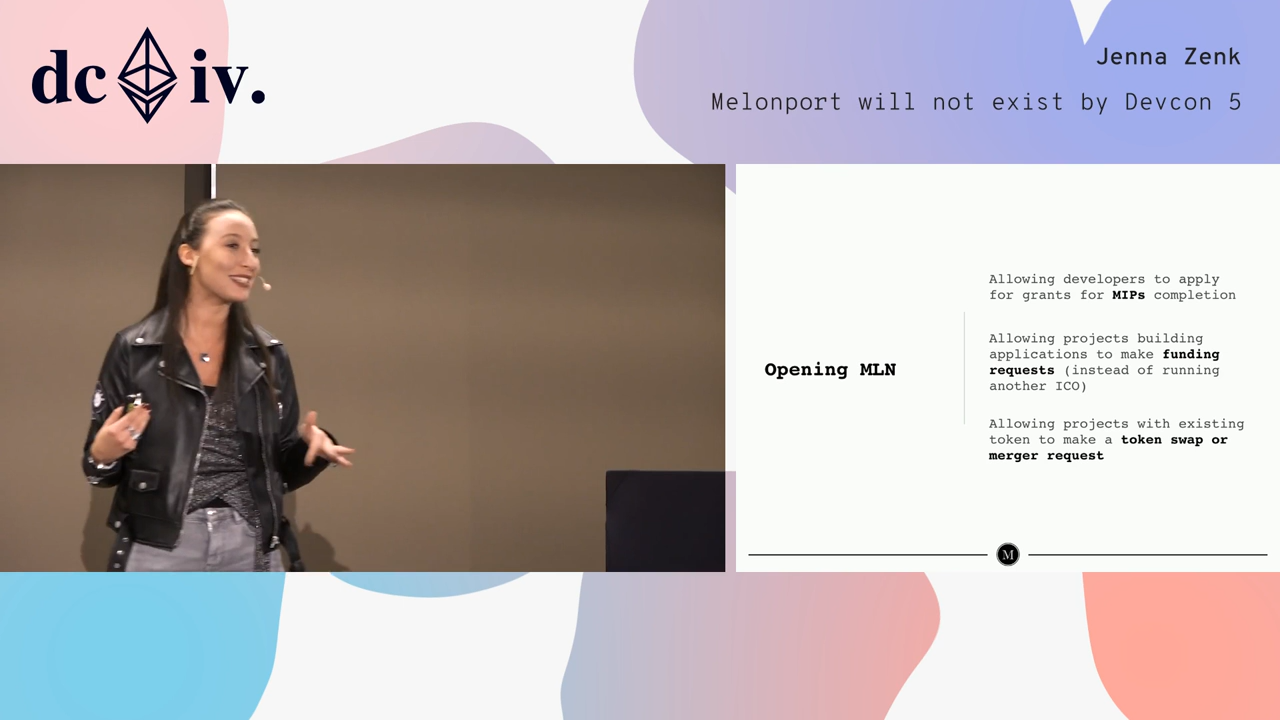 dc iv.
Jenna Zenk
Melonport will not exist by Devcon 5
Opening MLN
Allowing developers to apply
for grants for MIPs completion
Allowing projects building
applications to make funding
requests (instead of running
another ICO)
Allowing projects with existing
token to make a token swap or
merger request
M